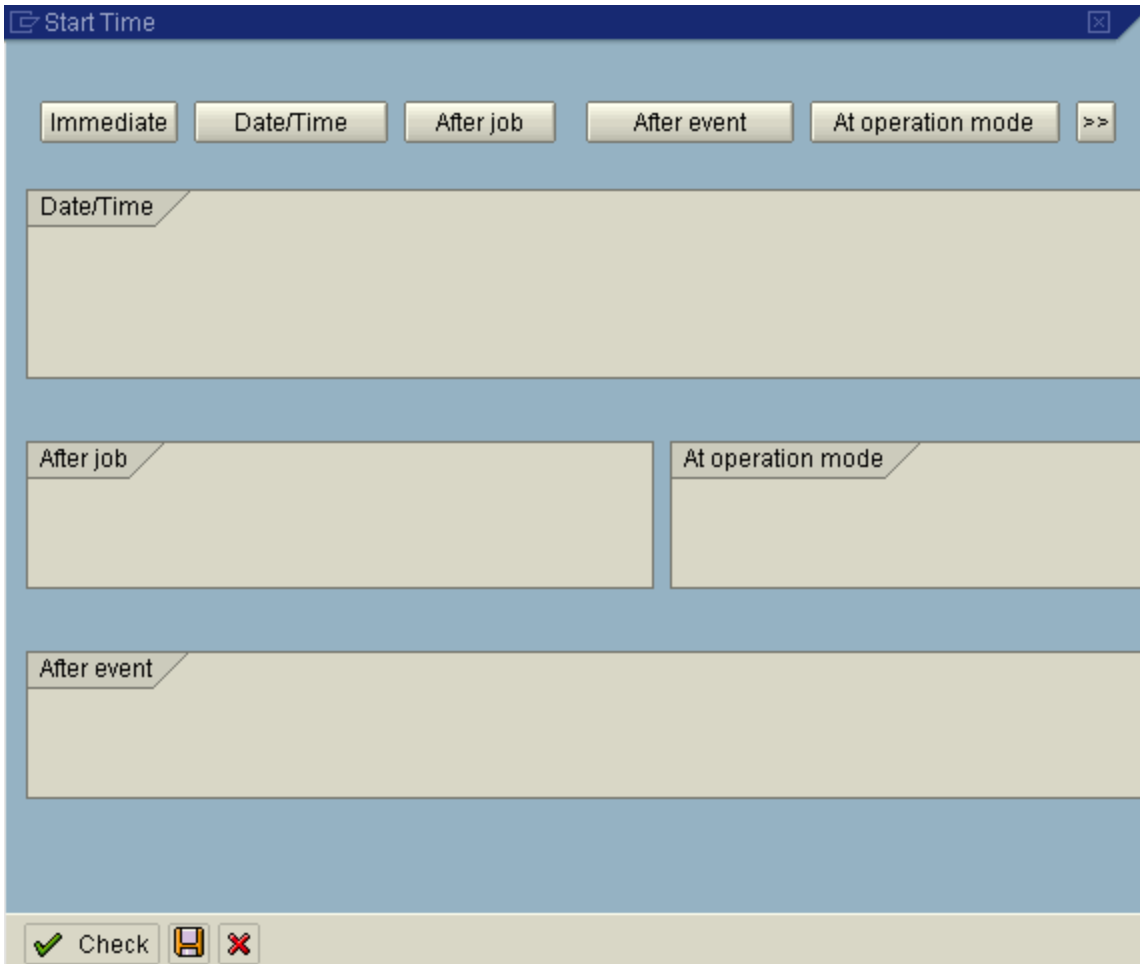 Start Time
Immediate Date/Time After job After event At operation mode >>
Date/Time
After job At operation mode
After event
Check